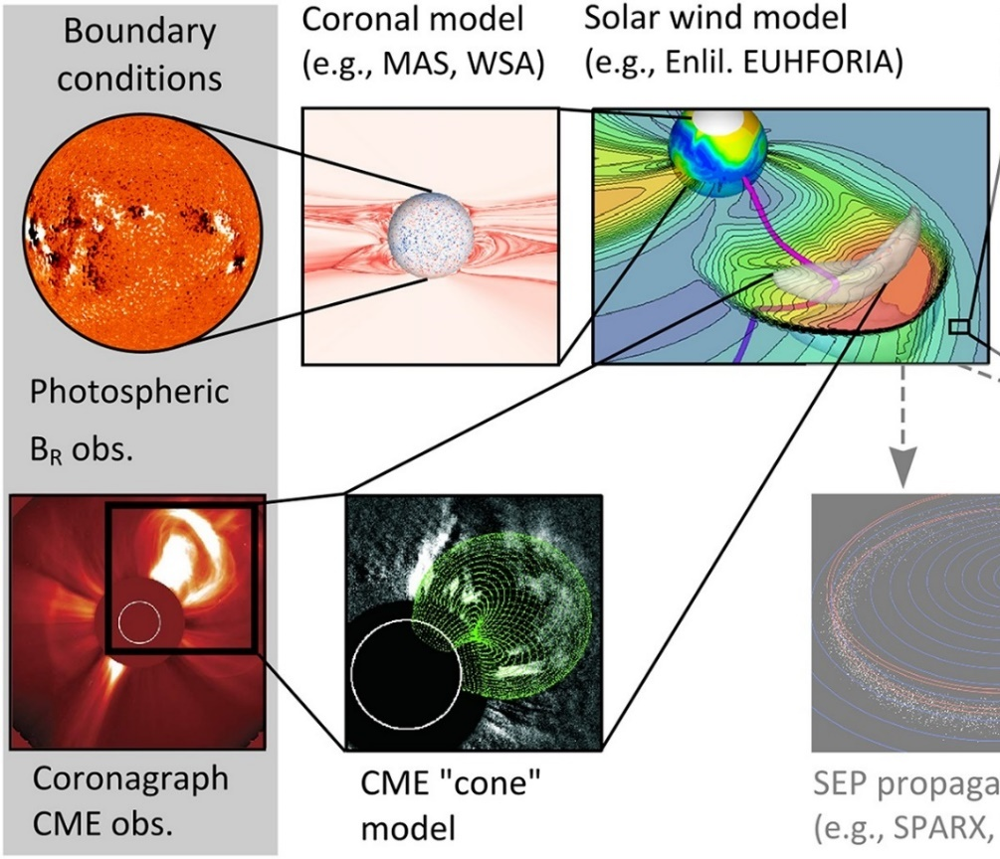 Boundary
conditions
Coronal model
(e.g., MAS, WSA)
Solar wind model
(e.g., Enlil. EUHFORIA)
Photospheric
B_R obs.
Coronagraph
CME obs.
CME "cone"
model
SEP propaga
(e.g., SPARX,